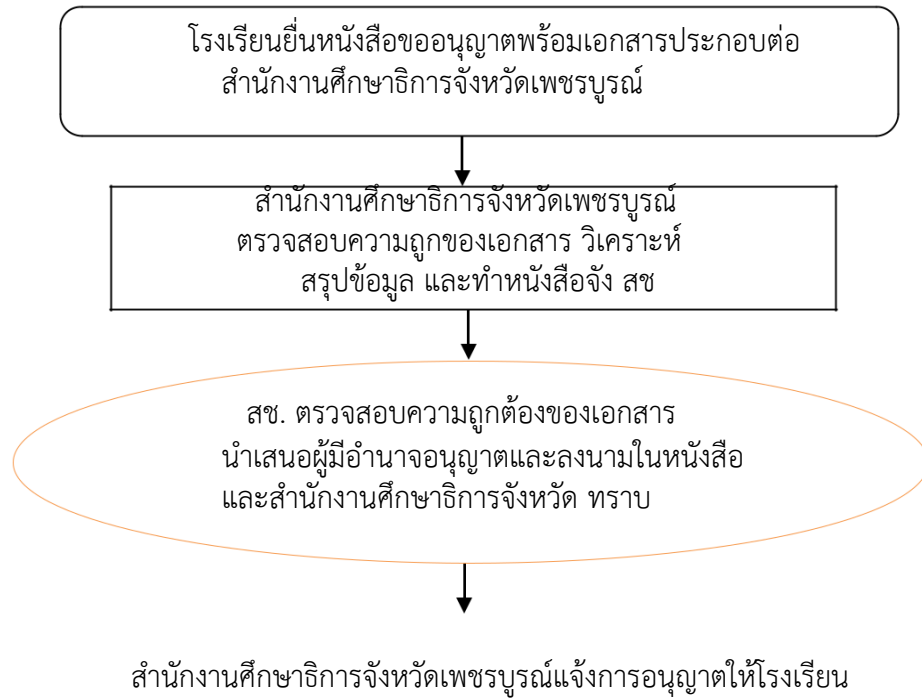 โรงเรียนยื่นหนังสือขออนุญาตพร้อมเอกสารประกอบต่อ
สำนักงานศึกษาธิการจังหวัดเพชรบูรณ์
สำนักงานศึกษาธิการจังหวัดเพชรบูรณ์
ตรวจสอบความถูกของเอกสาร วิเคราะห์
สรุปข้อมูล และทำหนังสือจัง สช
สช. ตรวจสอบความถูกต้องของเอกสาร
นำเสนอผู้มีอำนาจอนุญาตและลงนามในหนังสือ
และสำนักงานศึกษาธิการจังหวัด ทราบ
สำนักงานศึกษาธิการจังหวัดเพชรบูรณ์แจ้งการอนุญาตให้โรงเรียน